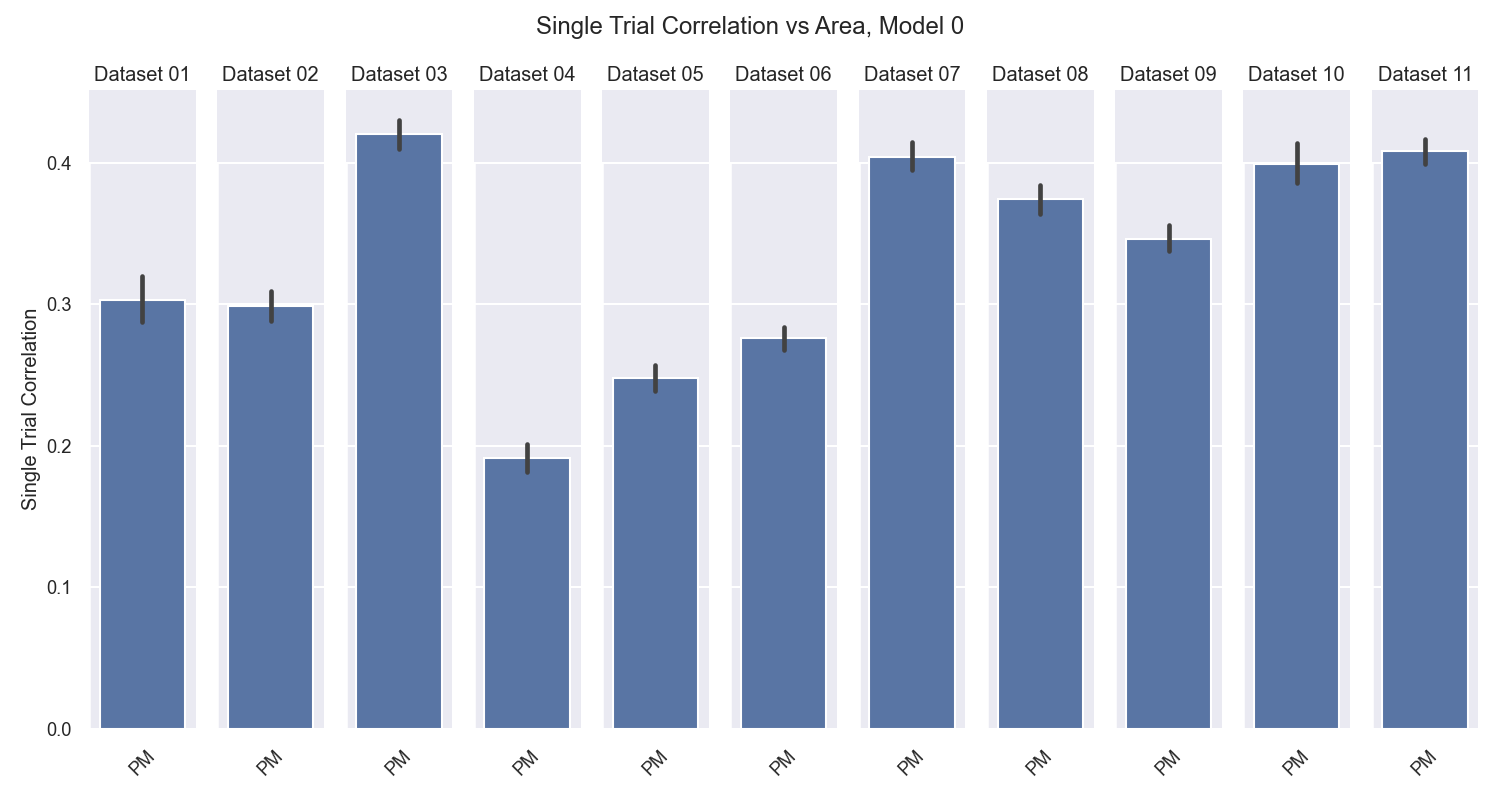 Single Trial Correlation vs Area, Model 0
Dataset 01 Dataset 02 Dataset 03 Dataset 04 Dataset 05 Dataset 06 Dataset 07 Dataset 08 Dataset 09 Dataset 10 Dataset 11
Single Trial Correlation
0.4
0.3
0.2
0.1
0.0
PM PM PM PM PM PM PM PM PM PM PM